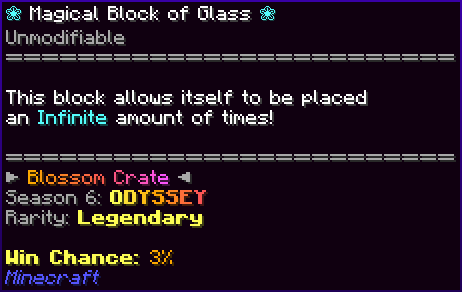 ❀ Magical Block of Glass ❀
Unmodifiable
===================================
This block allows itself to be placed
an Infinite amount of times!
===================================
► Blossom Crate ◄
Season 6: ODYSSEY
Rarity: Legendary
Win Chance: 3%
Minecraft